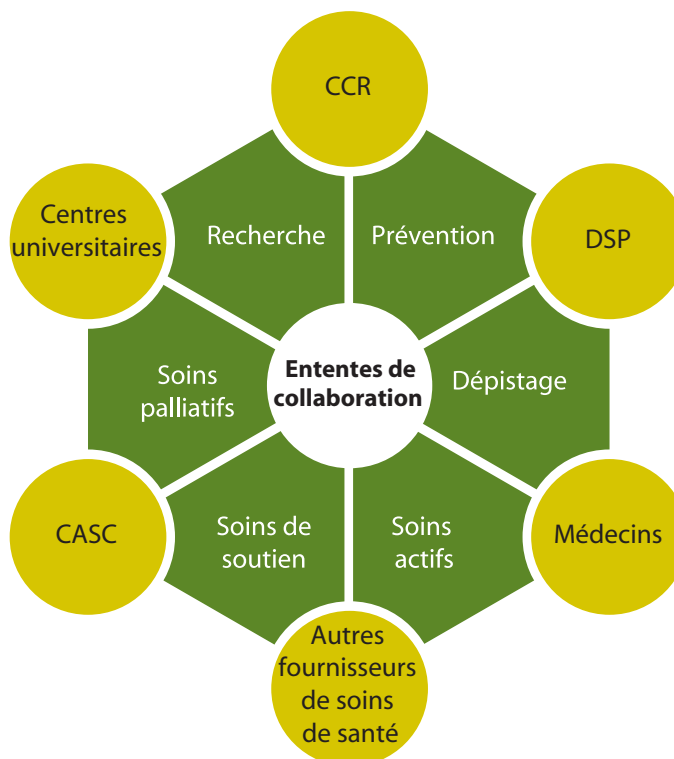 CCR
Centres
universitaires
Recherche
Prévention
DSP
Ententes de
collaboration
Soins
palliatifs
Dépistage
CASC
Soins de
soutien
Soins
actifs
Médecins
Autres
fournisseurs
de soins
de santé